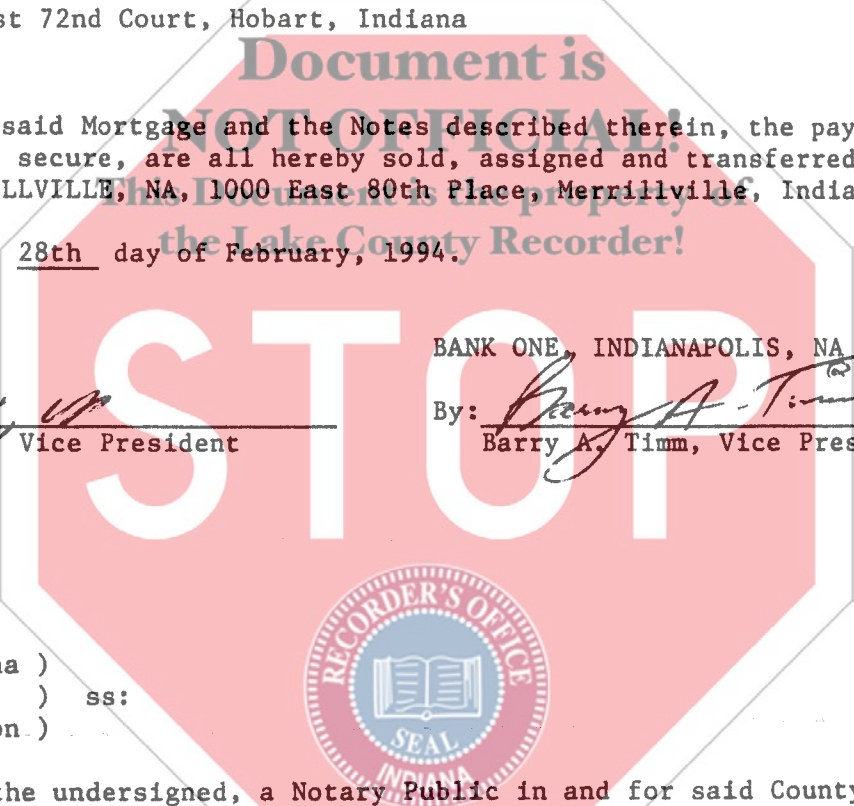 st 72nd Court, Hobart, Indiana
Document is
NOT OFFICIAL!
said Mortgage and the Notes described therein, the pay
secure, are all hereby sold, assigned and transferred
LLVILLE, NA, 1000 East 80th Place, Merrillville, India
This Document is the property of
the Lake County Recorder!
28th day of February, 1994.
STOP
BANK ONE, INDIANAPOLIS, NA
By: Barry A. Timm
Vice President
Barry A. Timm, Vice Pres
RECORDER'S OFFICE
SEAL
INDIANA
na )
) ss:
on )
the undersigned, a Notary Public in and for said County